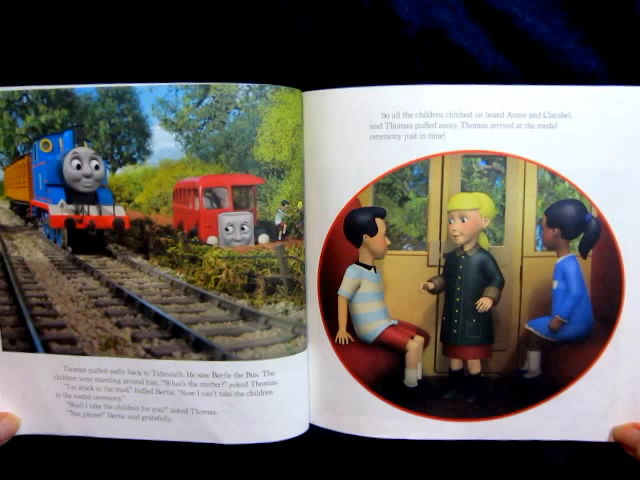 Thomas puffed sadly back to Tidmouth. He saw Bertie the Bus. The
children were standing around him. "What's the matter?" asked Thomas.
"I'm stuck in the mud," huffed Bertie. "Now I can't take the children
to the medal ceremony."
"Shall I take the children for you?" asked Thomas.
"Yes, please!" Bertie said gratefully.
So all the children climbed on board Annie and Clarabel,
and Thomas puffed away. Thomas arrived at the medal
ceremony just in time!